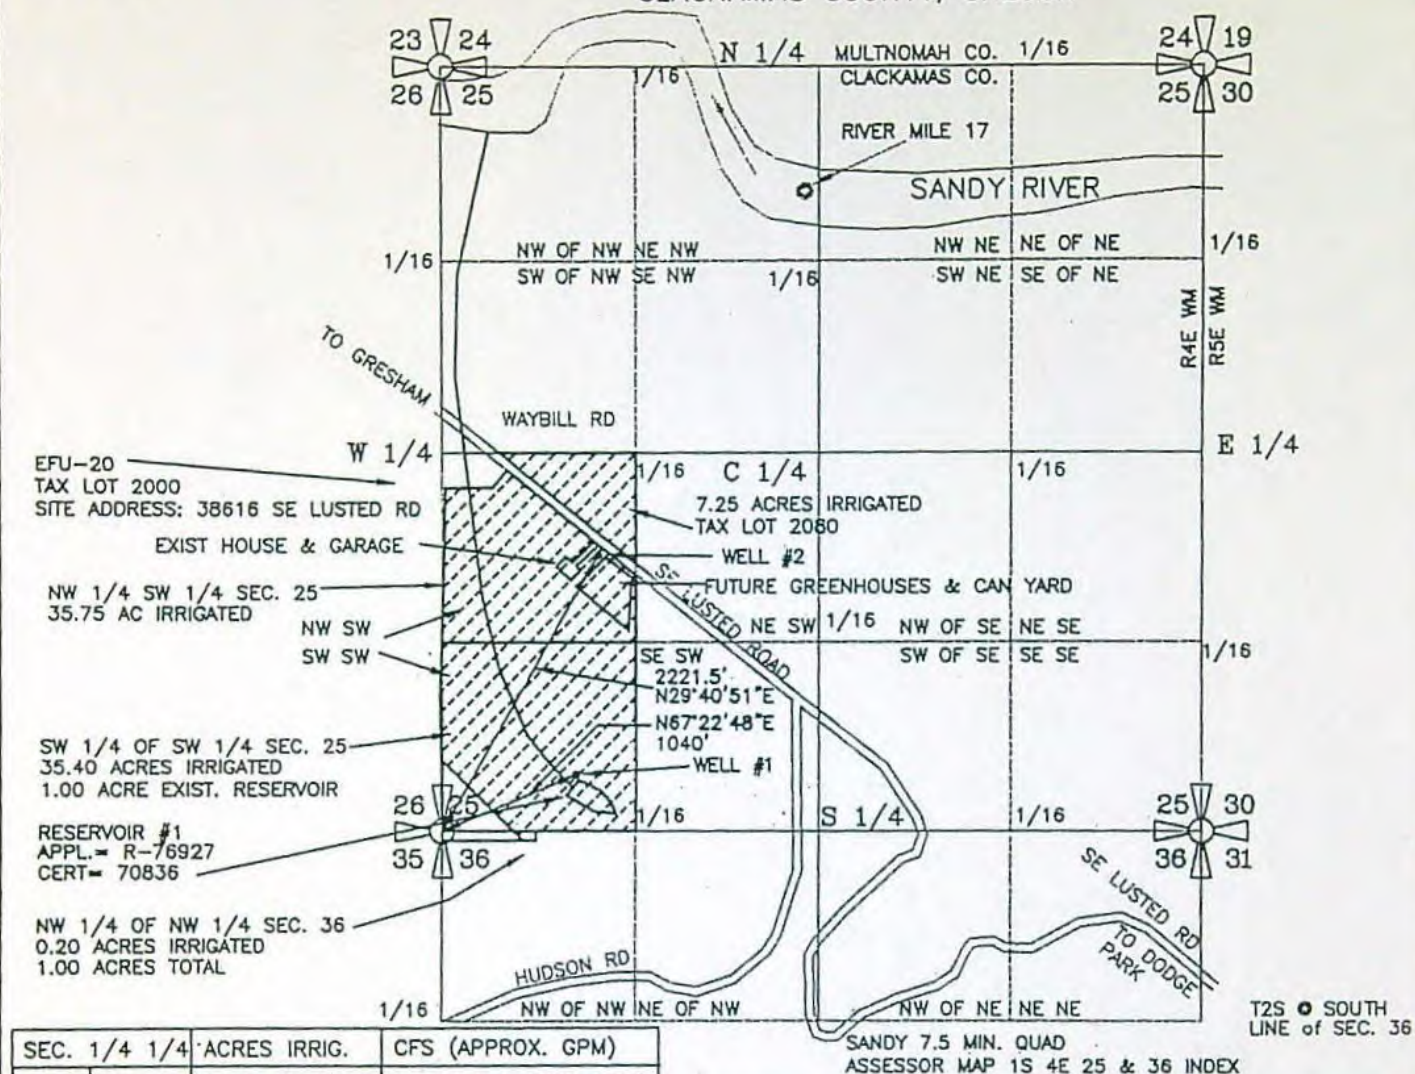 23 24
26 25
N 1/4
MULTNOMAH CO.
CLACKAMAS CO.
1/16
1/16
24 19
25 30
RIVER MILE 17
SANDY RIVER
1/16
NW OF NW NE NW
SW OF NW SE NW
1/16
NW NE NE OF NE
SW NE SE OF NE
1/16
R4E WM
R5E WM
TO GRESHAM
WAYBILL RD
W 1/4
1/16
C 1/4
1/16
E 1/4
EFU-20
TAX LOT 2000
SITE ADDRESS: 38616 SE LUSTED RD
7.25 ACRES IRRIGATED
TAX LOT 2080
EXIST HOUSE & GARAGE
WELL #2
FUTURE GREENHOUSES & CAN YARD
NW 1/4 SW 1/4 SEC. 25
35.75 AC IRRIGATED
SE LUSTED ROAD
NW SW
SW SW
NE SW 1/16
NW OF SE NE SE
SW OF SE SE SE
1/16
SE SW
2221.5'
N29°40'51"E
N67°22'48"E
1040'
WELL #1
SW 1/4 OF SW 1/4 SEC. 25
35.40 ACRES IRRIGATED
1.00 ACRE EXIST. RESERVOIR
26 25
35 36
1/16
S 1/4
1/16
25 30
36 31
RESERVOIR #1
APPL.= R-76927
CERT= 70836
NW 1/4 OF NW 1/4 SEC. 36
0.20 ACRES IRRIGATED
1.00 ACRES TOTAL
SE LUSTED RD
TO DODGE
PARK
HUDSON RD
1/16
NW OF NW NE OF NW
NW OF NE NE NE
T2S SOUTH
LINE of SEC. 36
SEC. 1/4 1/4 ACRES IRRIG. CFS (APPROX. GPM)
SANDY 7.5 MIN. QUAD
ASSESSOR MAP 1S 4E 25 & 36 INDEX